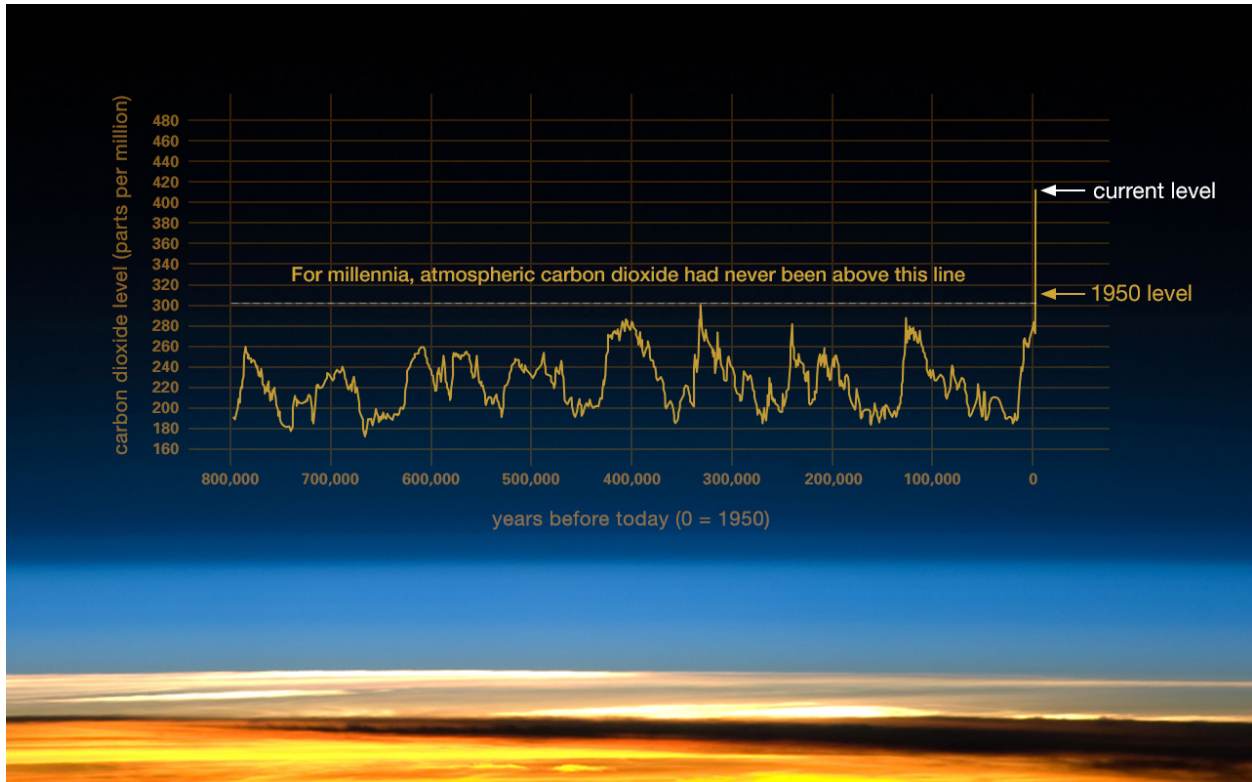 carbon dioxide level (parts per million)
480
460
440
420
400
380
360
340
320
300
280
260
240
220
200
180
160
current level
For millennia, atmospheric carbon dioxide had never been above this line
1950 level
800,000 700,000 600,000 500,000 400,000 300,000 200,000 100,000 0
years before today (0 = 1950)